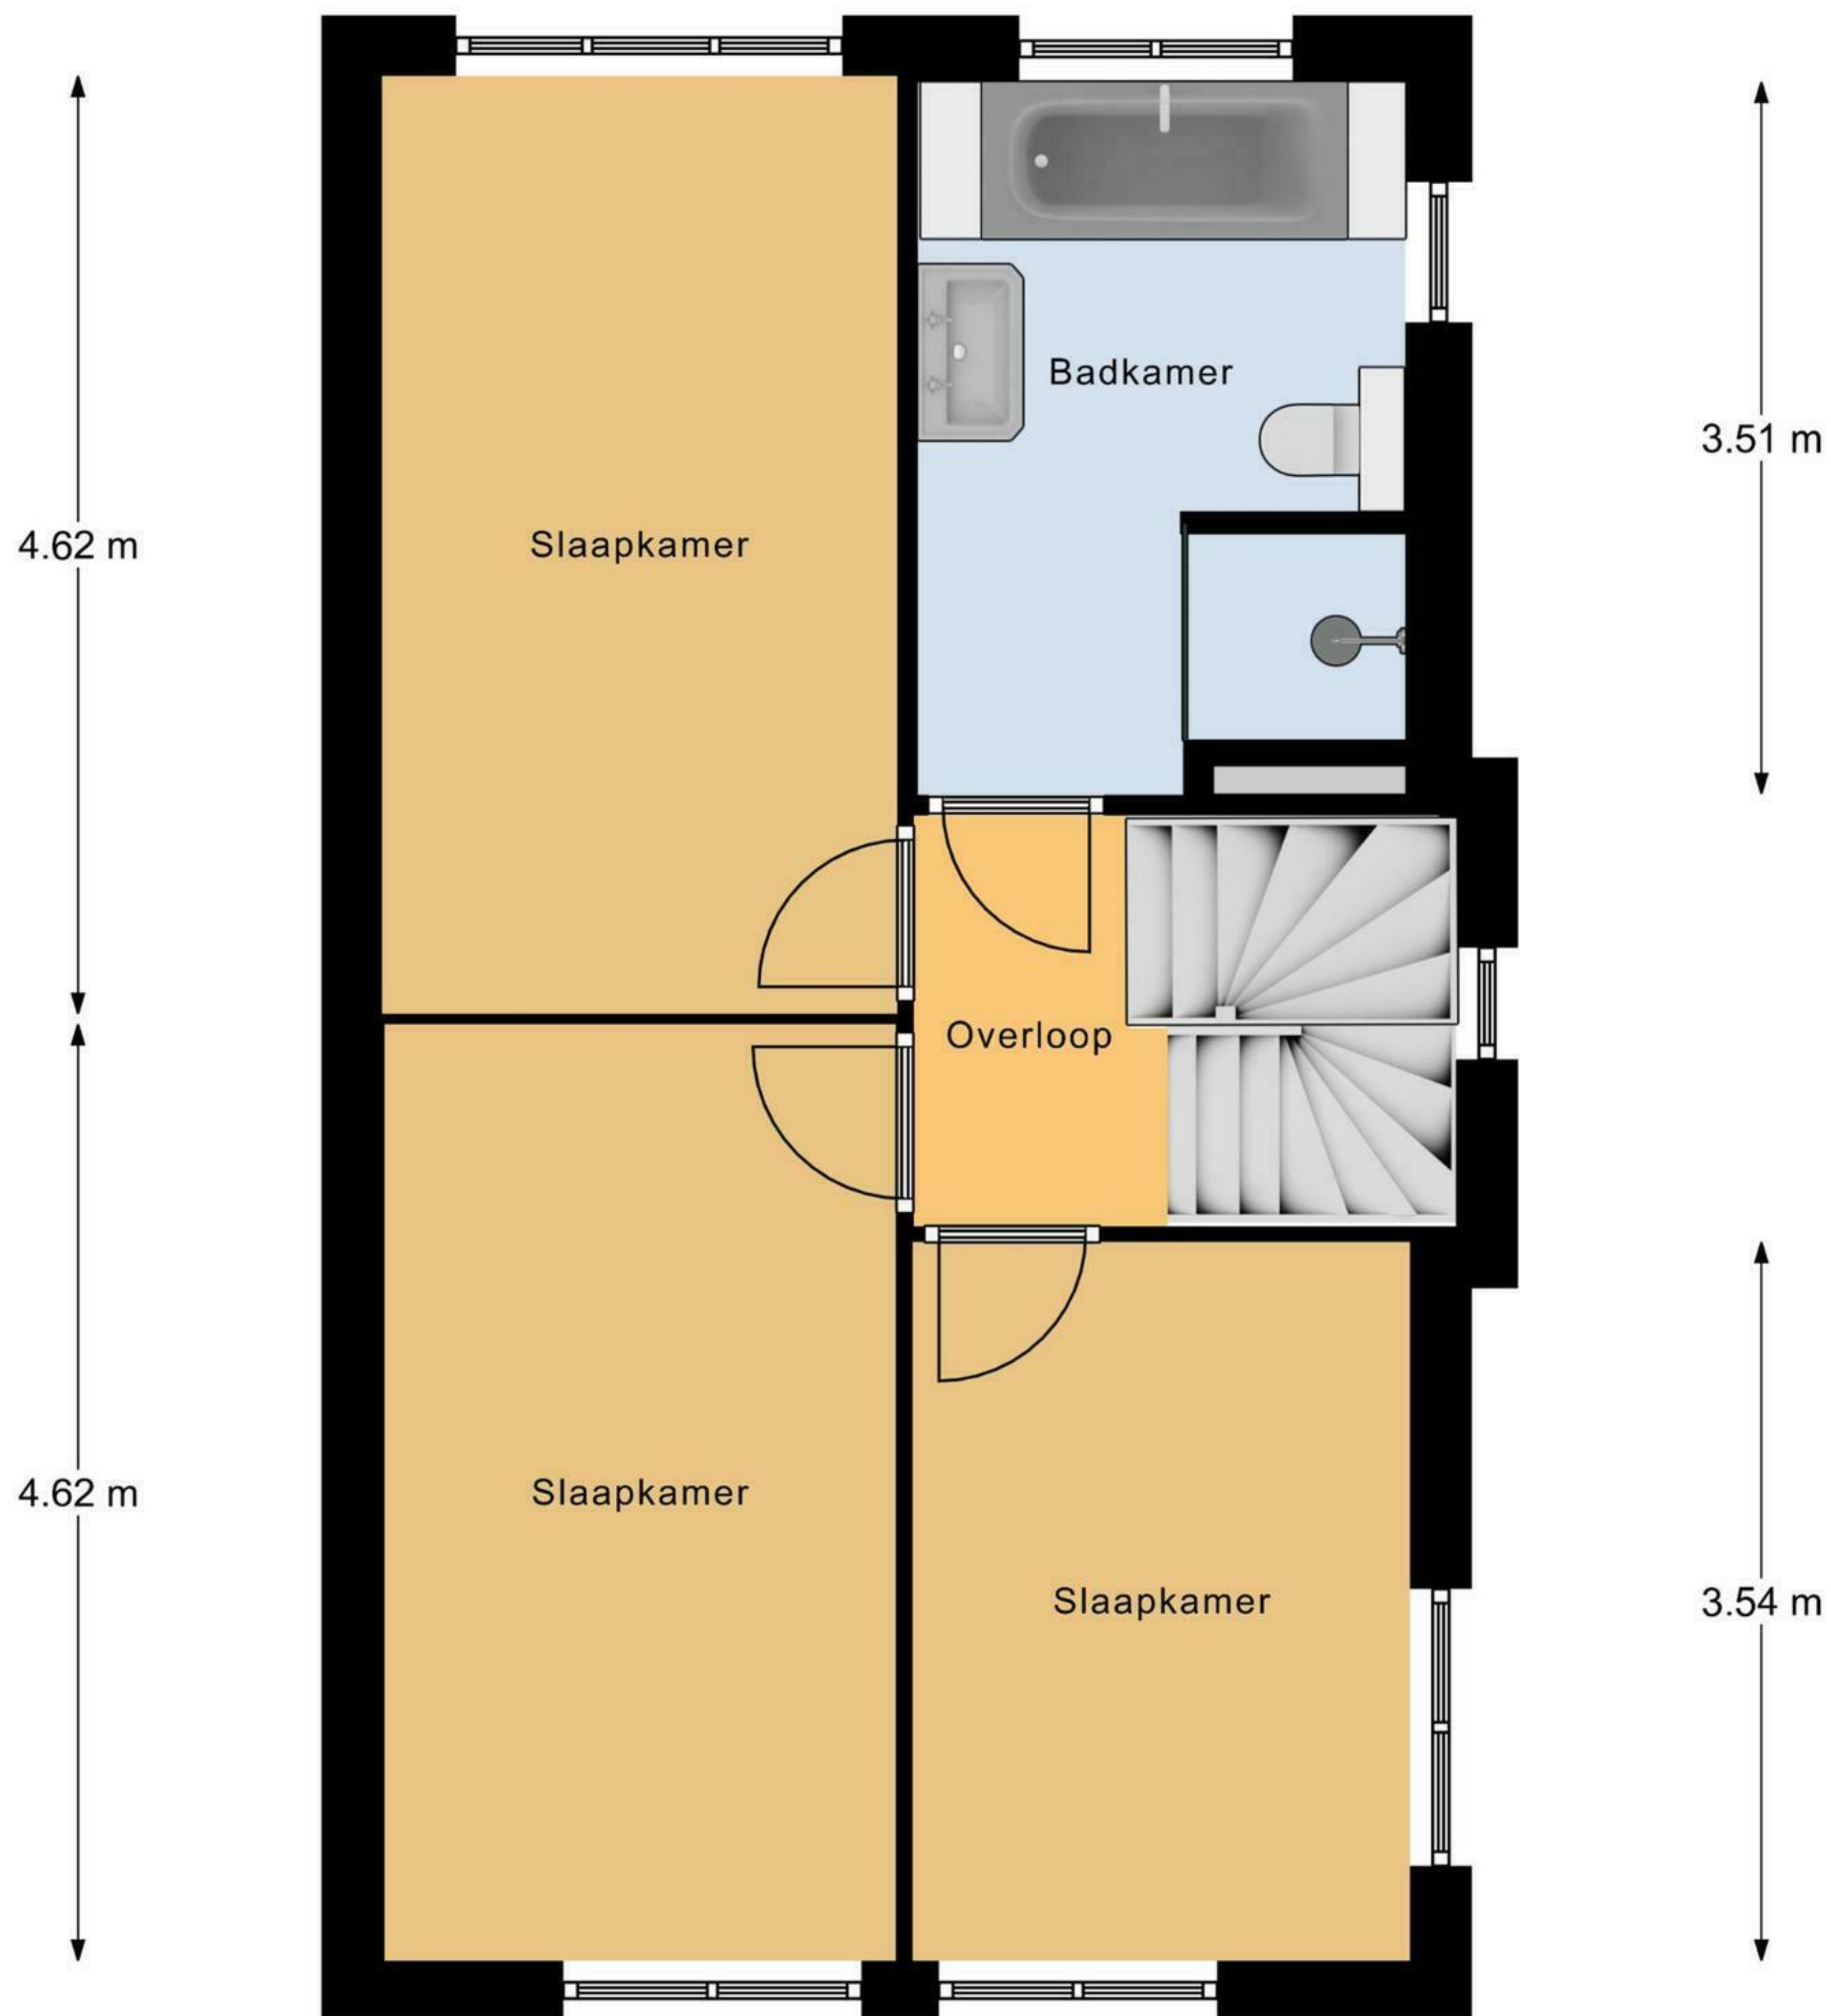 Badkamer
3.51 m
4.62 m
Slaapkamer
Overloop
4.62 m
Slaapkamer
Slaapkamer
3.54 m